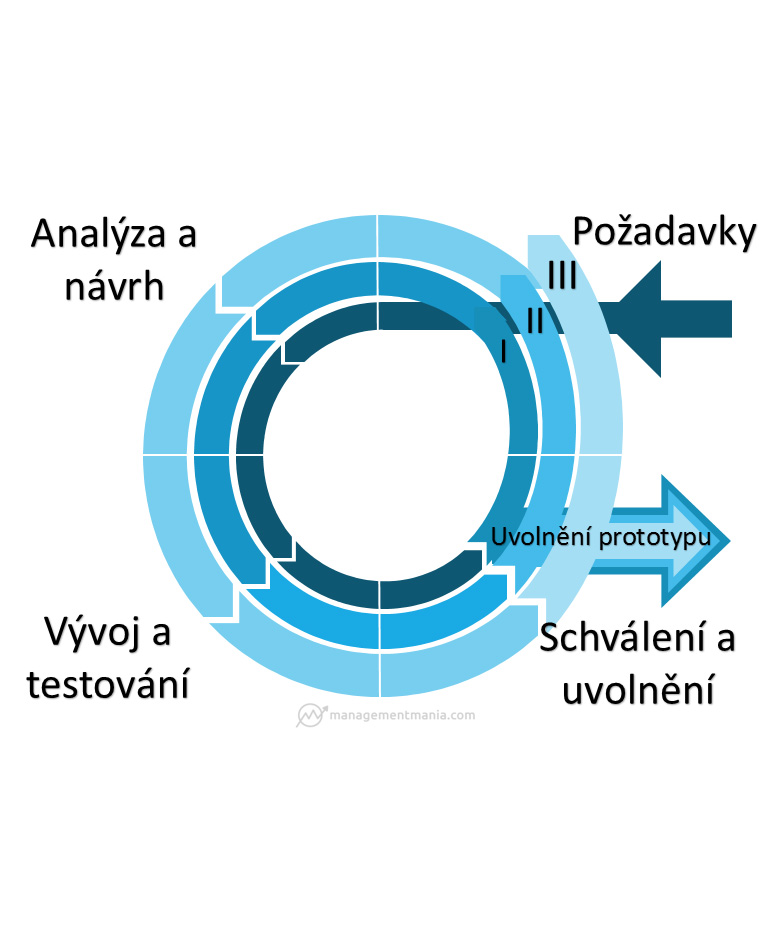 Analýza a
návrh
Požadavky
III
II
I
Uvolnění prototypu
Vývoj a
testování
Schválení a
uvolnění
managementmania.com